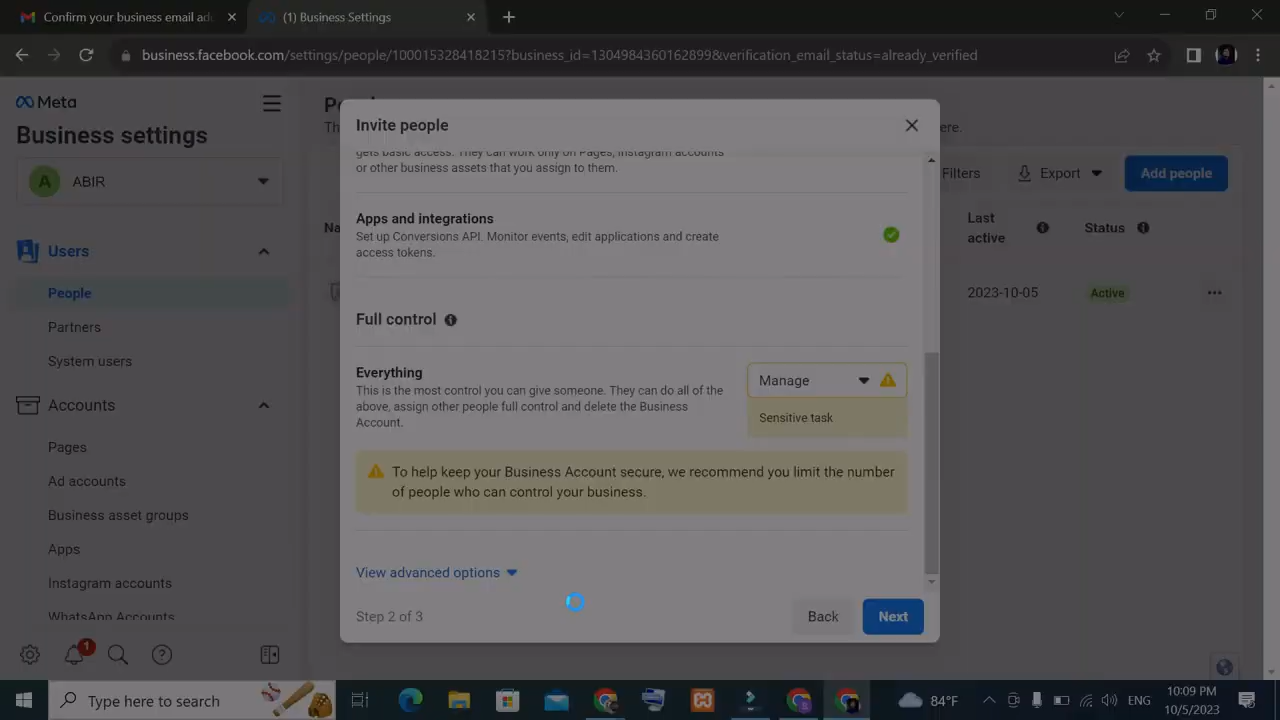 Confirm your business email ad
(1) Business Settings
business.facebook.com/settings/people/100015328418215?business_id=130498436016289​9&verification_email_status=already_verified
Meta
Business settings
A
ABIR
Users
People
Partners
System users
Accounts
Pages
Ad accounts
Business asset groups
Apps
Instagram accounts
WhatsApp Accounts
1
Invite people
gets basic access. They can work only on Pages, Instagram accounts
or other business assets that you assign to them.
Apps and integrations
Set up Conversions API. Monitor events, edit applications and create
access tokens.
Full control
Everything
This is the most control you can give someone. They can do all of the
above, assign other people full control and delete the Business
Account.
Manage
Sensitive task
To help keep your Business Account secure, we recommend you limit the number
of people who can control your business.
View advanced options
Step 2 of 3
Back
Next
ere.
Filters
Export
Add people
Last
active
Status
2023-10-05
Active
Type here to search
84°F
ENG
10:09 PM
10/5/2023